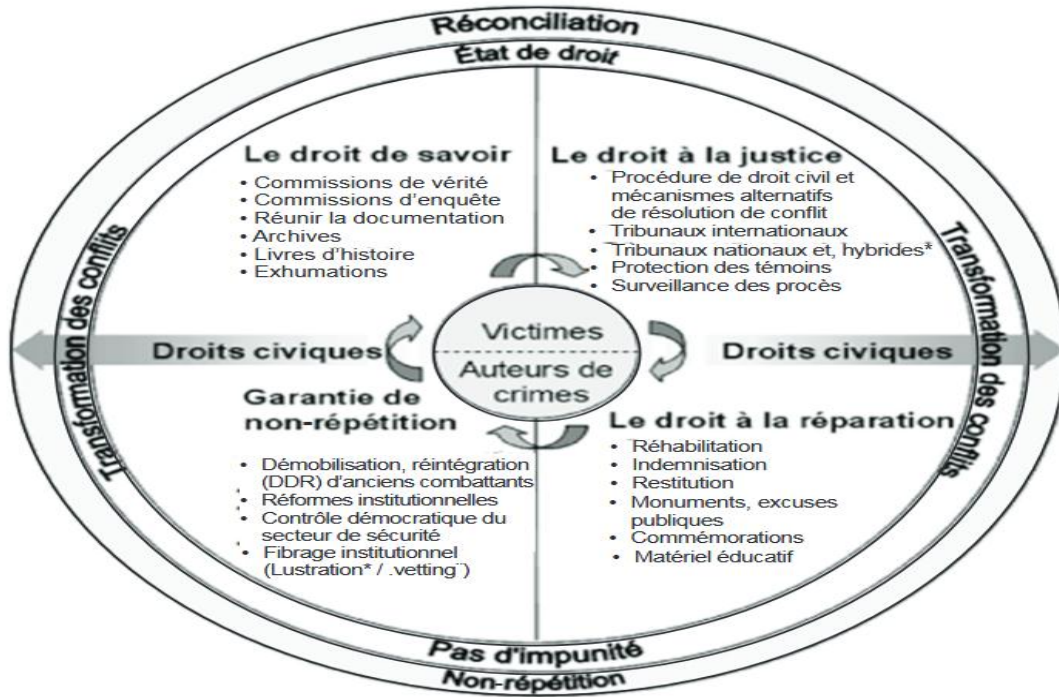 Réconciliation
État de droit
Le droit de savoir
• Commissions de vérité
• Commissions d'enquête
• Réunir la documentation
• Archives
• Livres d'histoire
• Exhumations
Le droit à la justice
• Procédure de droit civil et
mécanismes alternatifs
de résolution de conflit
• Tribunaux internationaux
• Tribunaux nationaux et, hybrides*
• Protection des témoins
• Surveillance des procès
Transformation des conflits
Droits civiques
Victimes
Auteurs de
crimes
Droits civiques
Transformation des conflits
Garantie de
non-répétition
• Démobilisation, réintégration
(DDR) d'anciens combattants
• Réformes institutionnelles
• Contrôle démocratique du
secteur de sécurité
• Fibrage institutionnel
(Lustration* / .vetting¨)
Le droit à la réparation
• Réhabilitation
• Indemnisation
• Restitution
• Monuments, excuses
publiques
• Commémorations
• Matériel éducatif
Pas d'impunité
Non-répétition